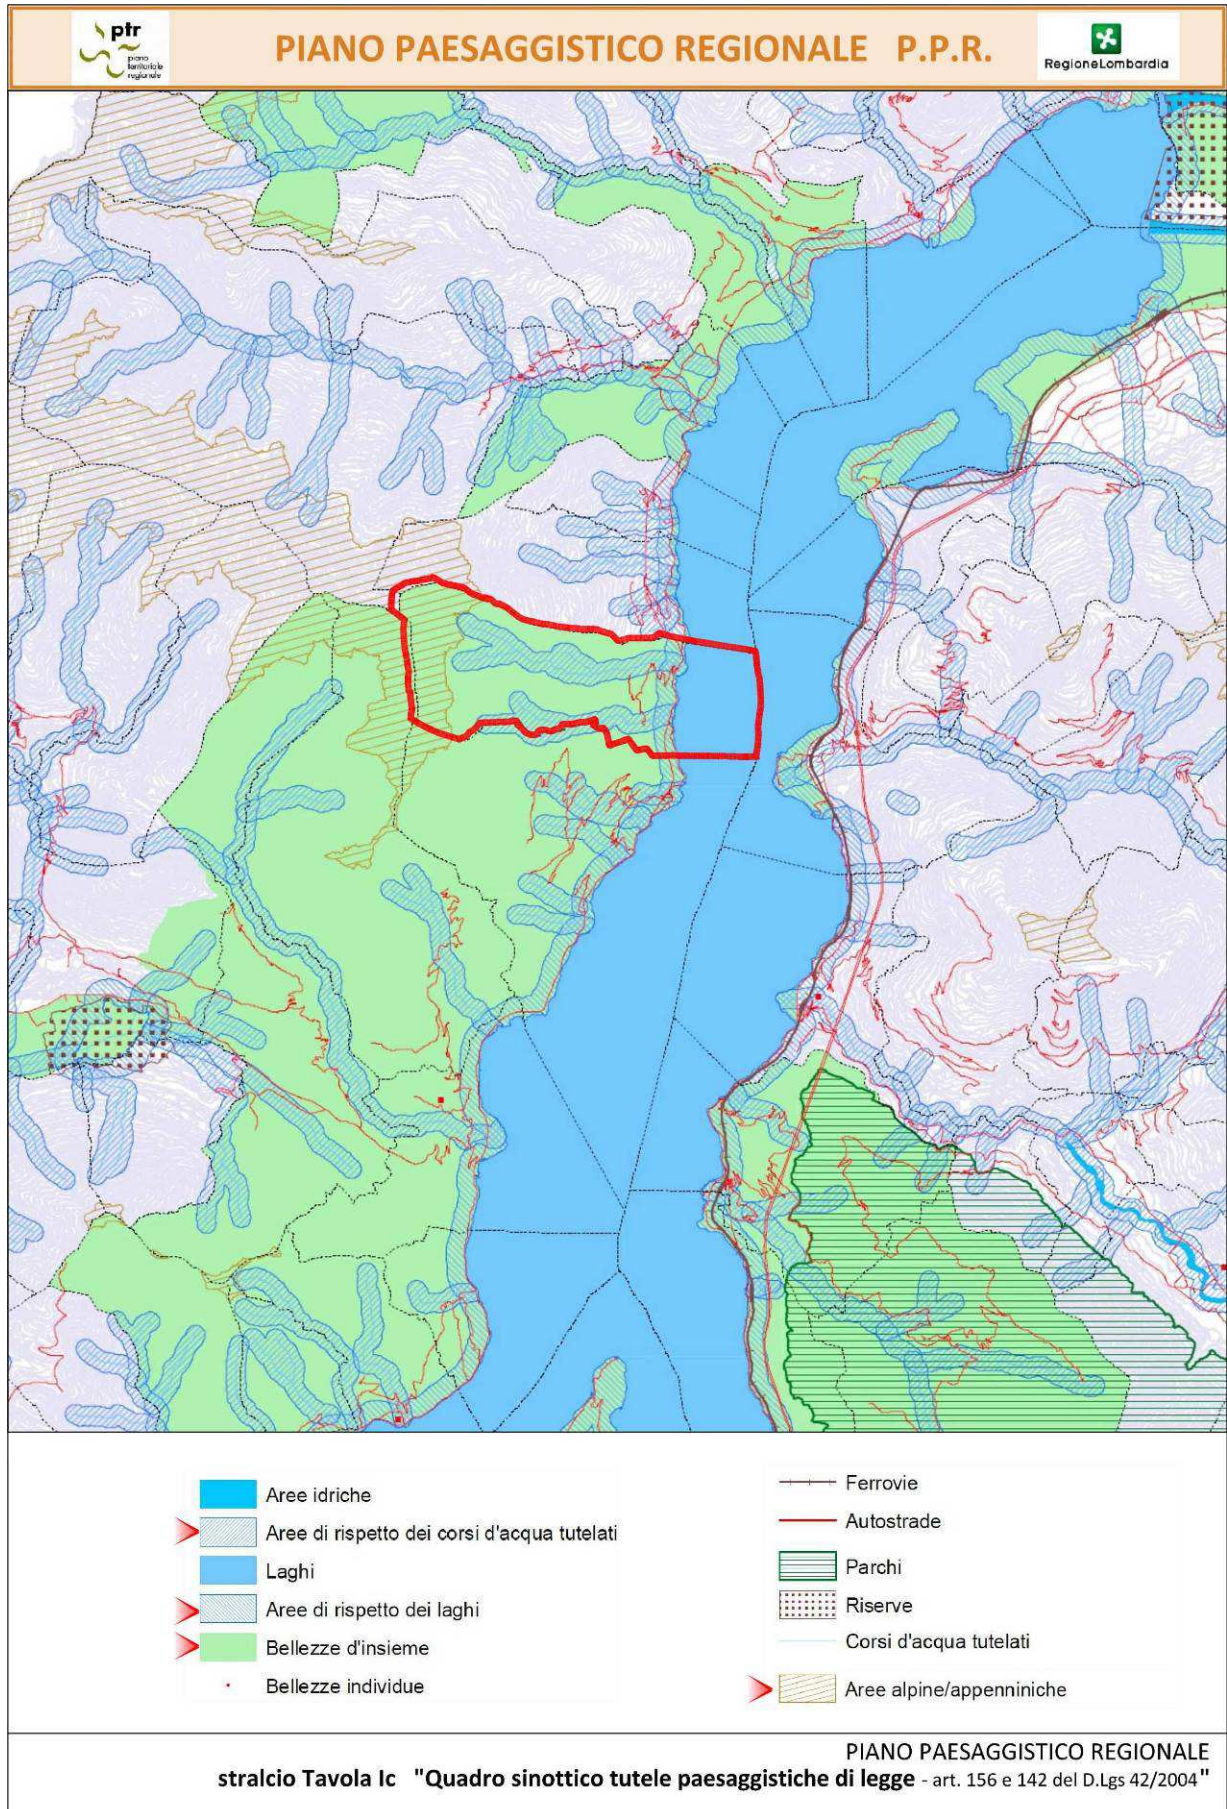 ptr
piano
territoriale
regionale
PIANO PAESAGGISTICO REGIONALE P.P.R.
RegioneLombardia
Aree idriche
Aree di rispetto dei corsi d'acqua tutelati
Laghi
Aree di rispetto dei laghi
Bellezze d'insieme
Bellezze individue
Ferrovie
Autostrade
Parchi
Riserve
Corsi d'acqua tutelati
Aree alpine/appenniniche
PIANO PAESAGGISTICO REGIONALE
stralcio Tavola Ic "Quadro sinottico tutele paesaggistiche di legge - art. 156 e 142 del D.Lgs 42/2004"